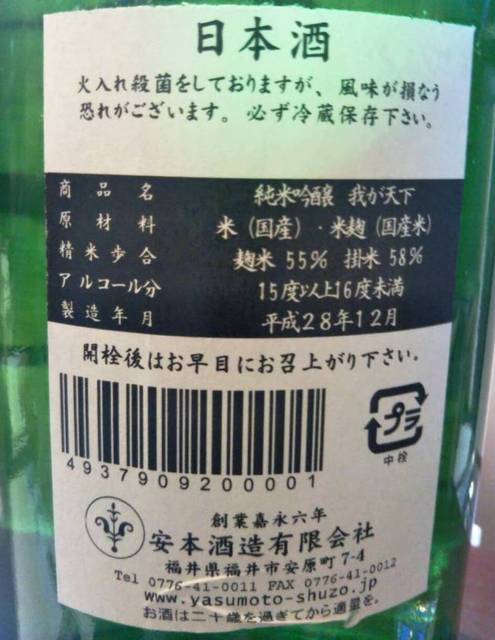 日本酒
火入れ殺菌をしておりますが、風味が損なう
恐れがございます。必ず冷蔵保存下さい。
商品名 純米吟醸 我が天下
原材料 米(国産)・米麹(国産米)
精米歩合 麹米55% 掛米58%
アルコール分 15度以上16度未満
製造年月 平成28年12月
開栓後はお早目にお召上がり下さい。
4937909200001
プラ
中栓
創業嘉永六年
安本酒造有限会社
福井県福井市安原町7-4
Tel 0776-41-0011 FAX 0776-41-0012
www.yasumoto-shuzo.jp
お酒は二十歳を過ぎてから適量を。